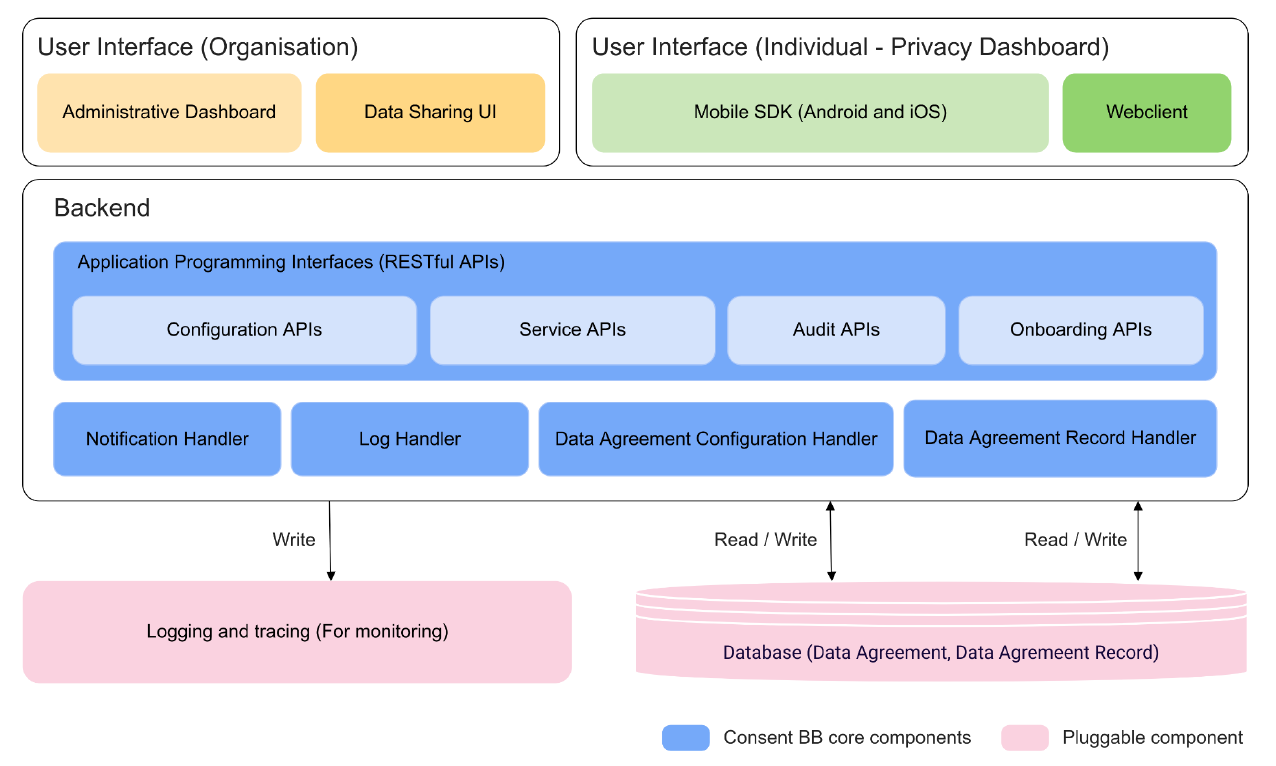 User Interface (Organisation)
Administrative Dashboard
Data Sharing UI
User Interface (Individual - Privacy Dashboard)
Mobile SDK (Android and iOS)
Webclient
Backend
Application Programming Interfaces (RESTful APIs)
Configuration APIs
Service APIs
Audit APIs
Onboarding APIs
Notification Handler
Log Handler
Data Agreement Configuration Handler
Data Agreement Record Handler
Write
Read / Write
Read / Write
Logging and tracing (For monitoring)
Database (Data Agreement, Data Agremeent Record)
Consent BB core components
Pluggable component